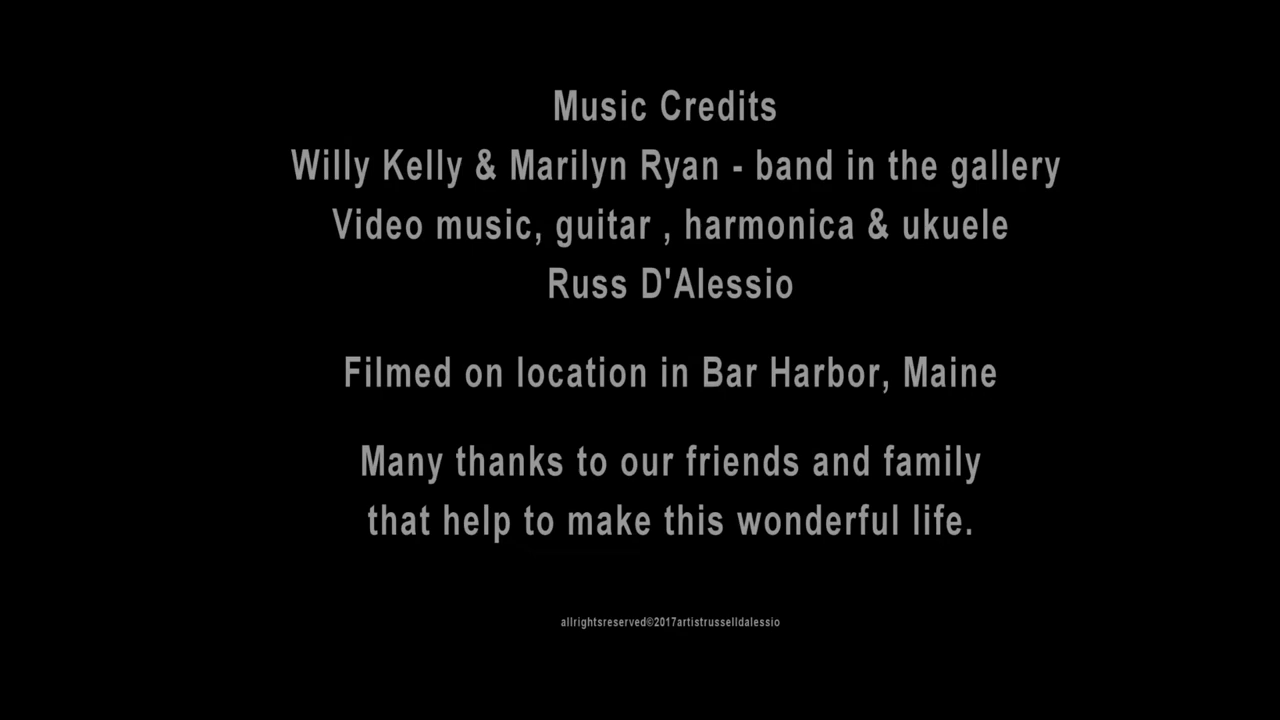 Music Credits
Willy Kelly & Marilyn Ryan - band in the gallery
Video music, guitar , harmonica & ukuele
Russ D'Alessio
Filmed on location in Bar Harbor, Maine
Many thanks to our friends and family
that help to make this wonderful life.
allrightsreserved©2017artistrusselldalessio